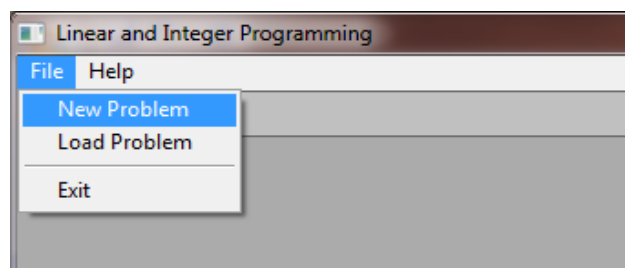 Linear and Integer Programming
File Help
New Problem
Load Problem
Exit